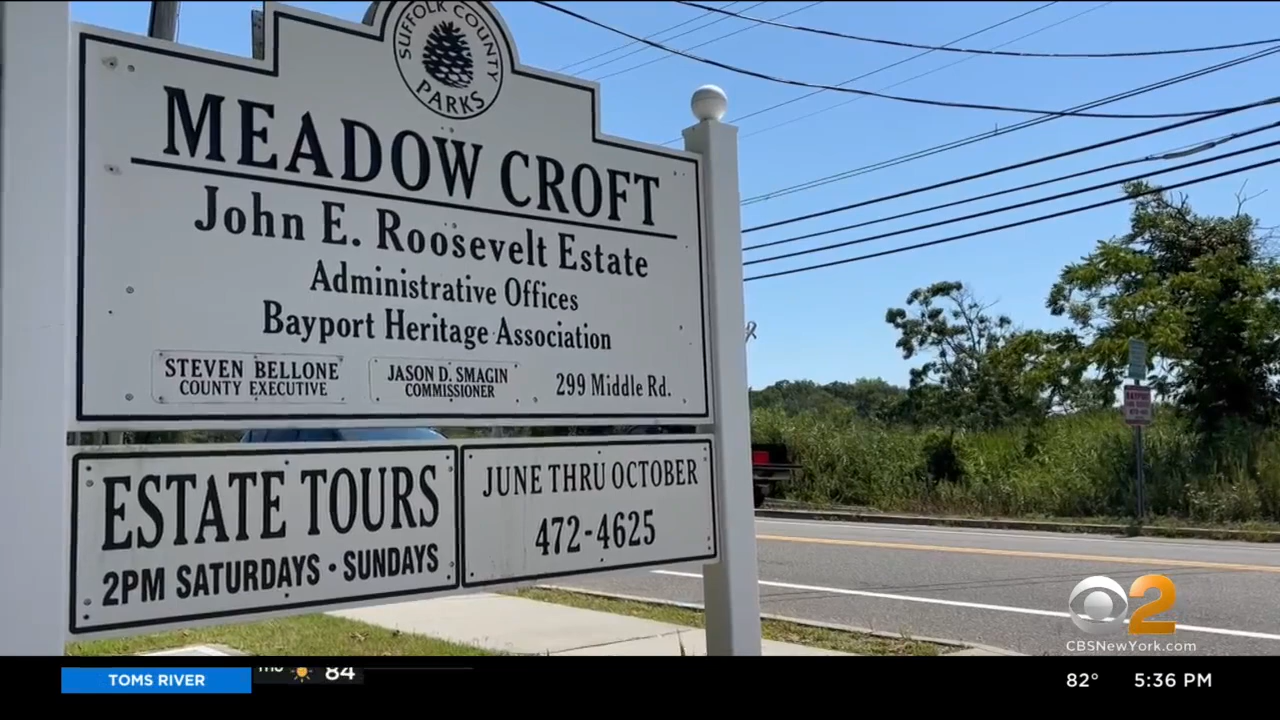 SUFFOLK COUNTY
PARKS
MEADOW CROFT
John E. Roosevelt Estate
Administrative Offices
Bayport Heritage Association
STEVEN BELLONE
COUNTY EXECUTIVE
JASON D. SMAGIN
COMMISSIONER
299 Middle Rd.
ESTATE TOURS
2PM SATURDAYS • SUNDAYS
JUNE THRU OCTOBER
472-4625
2
CBSNewYork.com
TOMS RIVER
THU
84
82°
5:36 PM